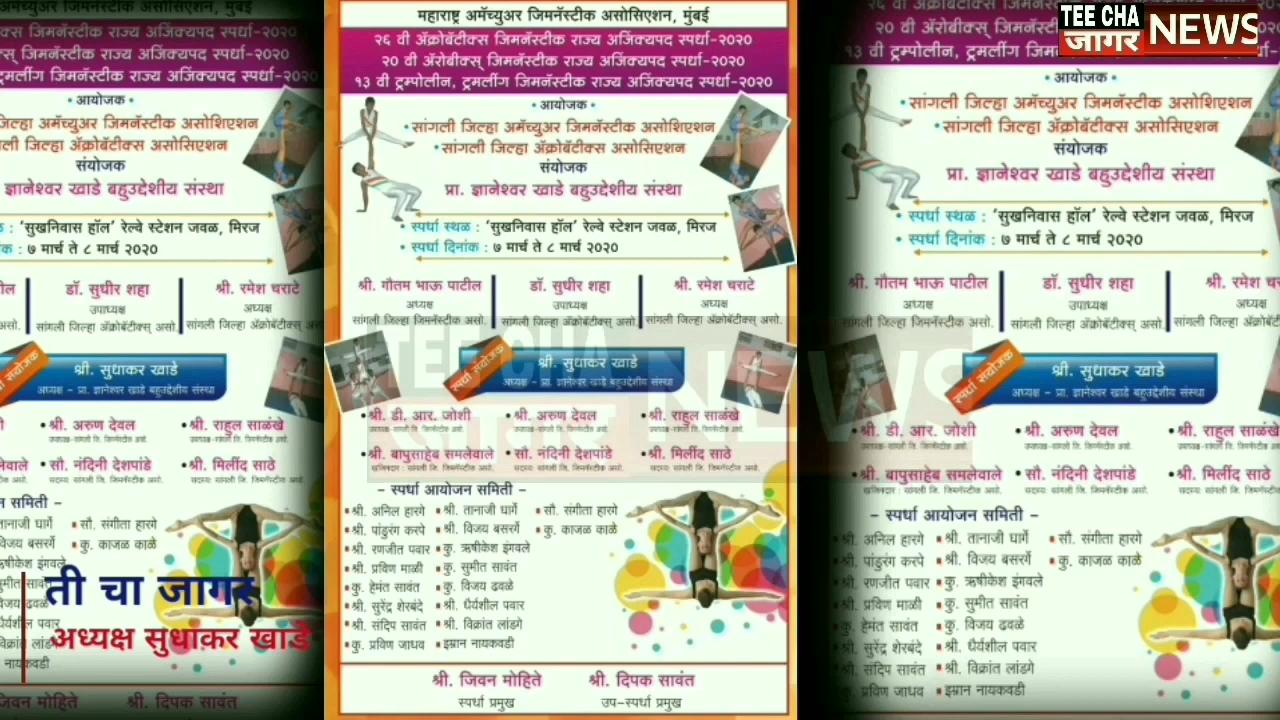 TEE CHA
जागर NEWS
महाराष्ट्र अमॅच्युअर जिमनॅस्टीक असोसिएशन, मुंबई
२६ वी ॲक्रोबॅटीक्स जिमनॅस्टीक राज्य अजिंक्यपद स्पर्धा-२०२०
२० वी ॲरोबीक्स् जिमनॅस्टीक राज्य अजिंक्यपद स्पर्धा-२०२०
१३ वी ट्रम्पोलीन, ट्रमलींग जिमनॅस्टीक राज्य अजिंक्यपद स्पर्धा-२०२०
• आयोजक •
• सांगली जिल्हा अमॅच्युअर जिमनॅस्टीक असोशिएशन
• सांगली जिल्हा ॲक्रोबॅटीक्स असोसिएशन
संयोजक
प्रा. ज्ञानेश्वर खाडे बहुउद्देशीय संस्था
• स्पर्धा स्थळ : 'सुखनिवास हॉल' रेल्वे स्टेशन जवळ, मिरज
• स्पर्धा दिनांक : ७ मार्च ते ८ मार्च २०२०
श्री. गौतम भाऊ पाटील डॉ. सुधीर शहा श्री. रमेश चराटे
अध्यक्ष उपाध्यक्ष अध्यक्ष
सांगली जिल्हा जिमनॅस्टीक असो. सांगली जिल्हा ॲक्रोबॅटीक्स् असो. सांगली जिल्हा ॲक्रोबॅटीक्स् असो.
स्पर्धा संयोजक
श्री. सुधाकर खाडे
अध्यक्ष - प्रा. ज्ञानेश्वर खाडे बहुउद्देशीय संस्था
• श्री. डी. आर. जोशी • श्री. अरुण देवल • श्री. राहुल साळंखे
• श्री. बापुसाहेब समलेवाले • सौ. नंदिनी देशपांडे • श्री. मिलींद साठे
- स्पर्धा आयोजन समिती -
▪ श्री. अनिल हारगे ▪ श्री. तानाजी घार्गे ▪ सौ. संगीता हारगे
▪ श्री. पांडुरंग करपे ▪ श्री. विजय बसर्गे ▪ कु. काजळ काळे
▪ श्री. रणजीत पवार ▪ कु. ऋषीकेश इंगवले
▪ श्री. प्रविण माळी ▪ कु. सुमीत सावंत
▪ कु. हेमंत सावंत ▪ कु. विजय ढवळे
▪ श्री. सुरेंद्र शेरबंदे ▪ श्री. धैर्यशील पवार
▪ श्री. संदिप सावंत ▪ श्री. विक्रांत लांडगे
▪ कु. प्रविण जाधव ▪ इम्रान नायकवडी
श्री. जिवन मोहिते श्री. दिपक सावंत
स्पर्धा प्रमुख उप-स्पर्धा प्रमुख
ती चा जागर
अध्यक्ष सुधाकर खाडे